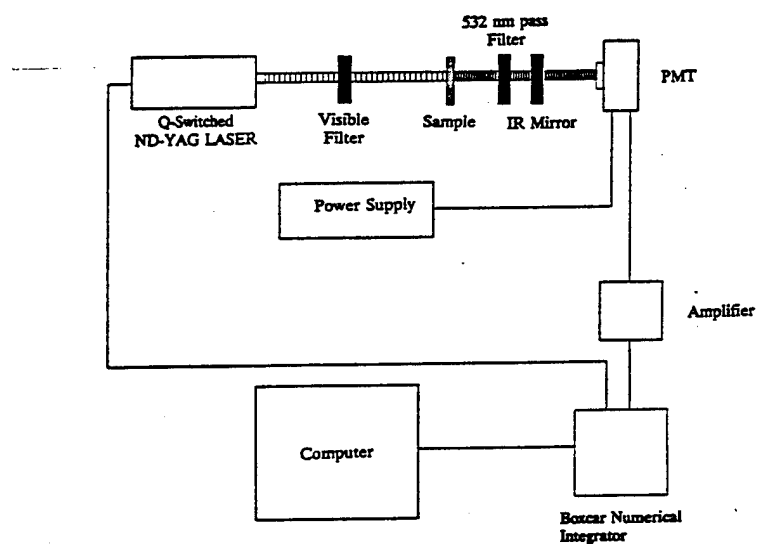 532 nm pass
Filter
PMT
Q-Switched
ND-YAG LASER
Visible
Filter
Sample
IR Mirror
Power Supply
Amplifier
Computer
Boxcar Numerical
Integrator